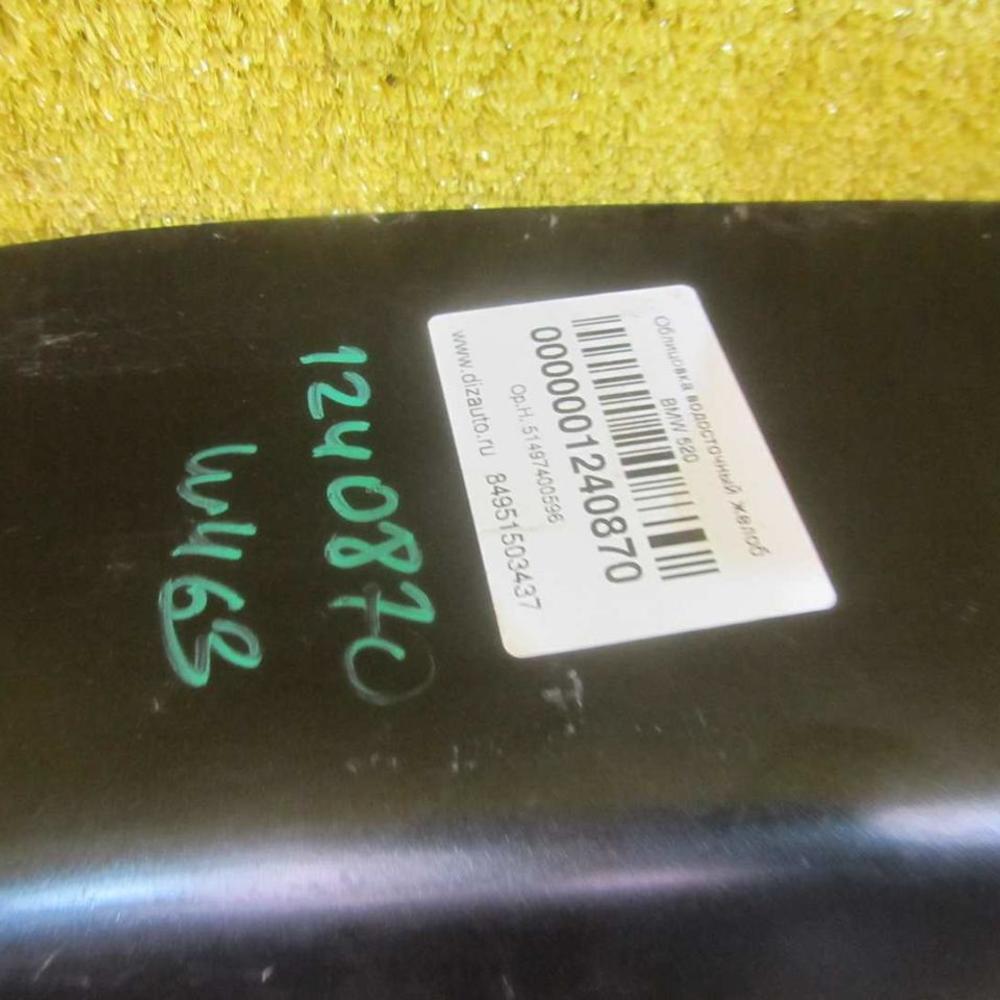 Облицовка водосточный желоб
BMW 520
0000001240870
Ор.Н.: 51497400596
www.dizauto.ru 84951503437
1240870
W463